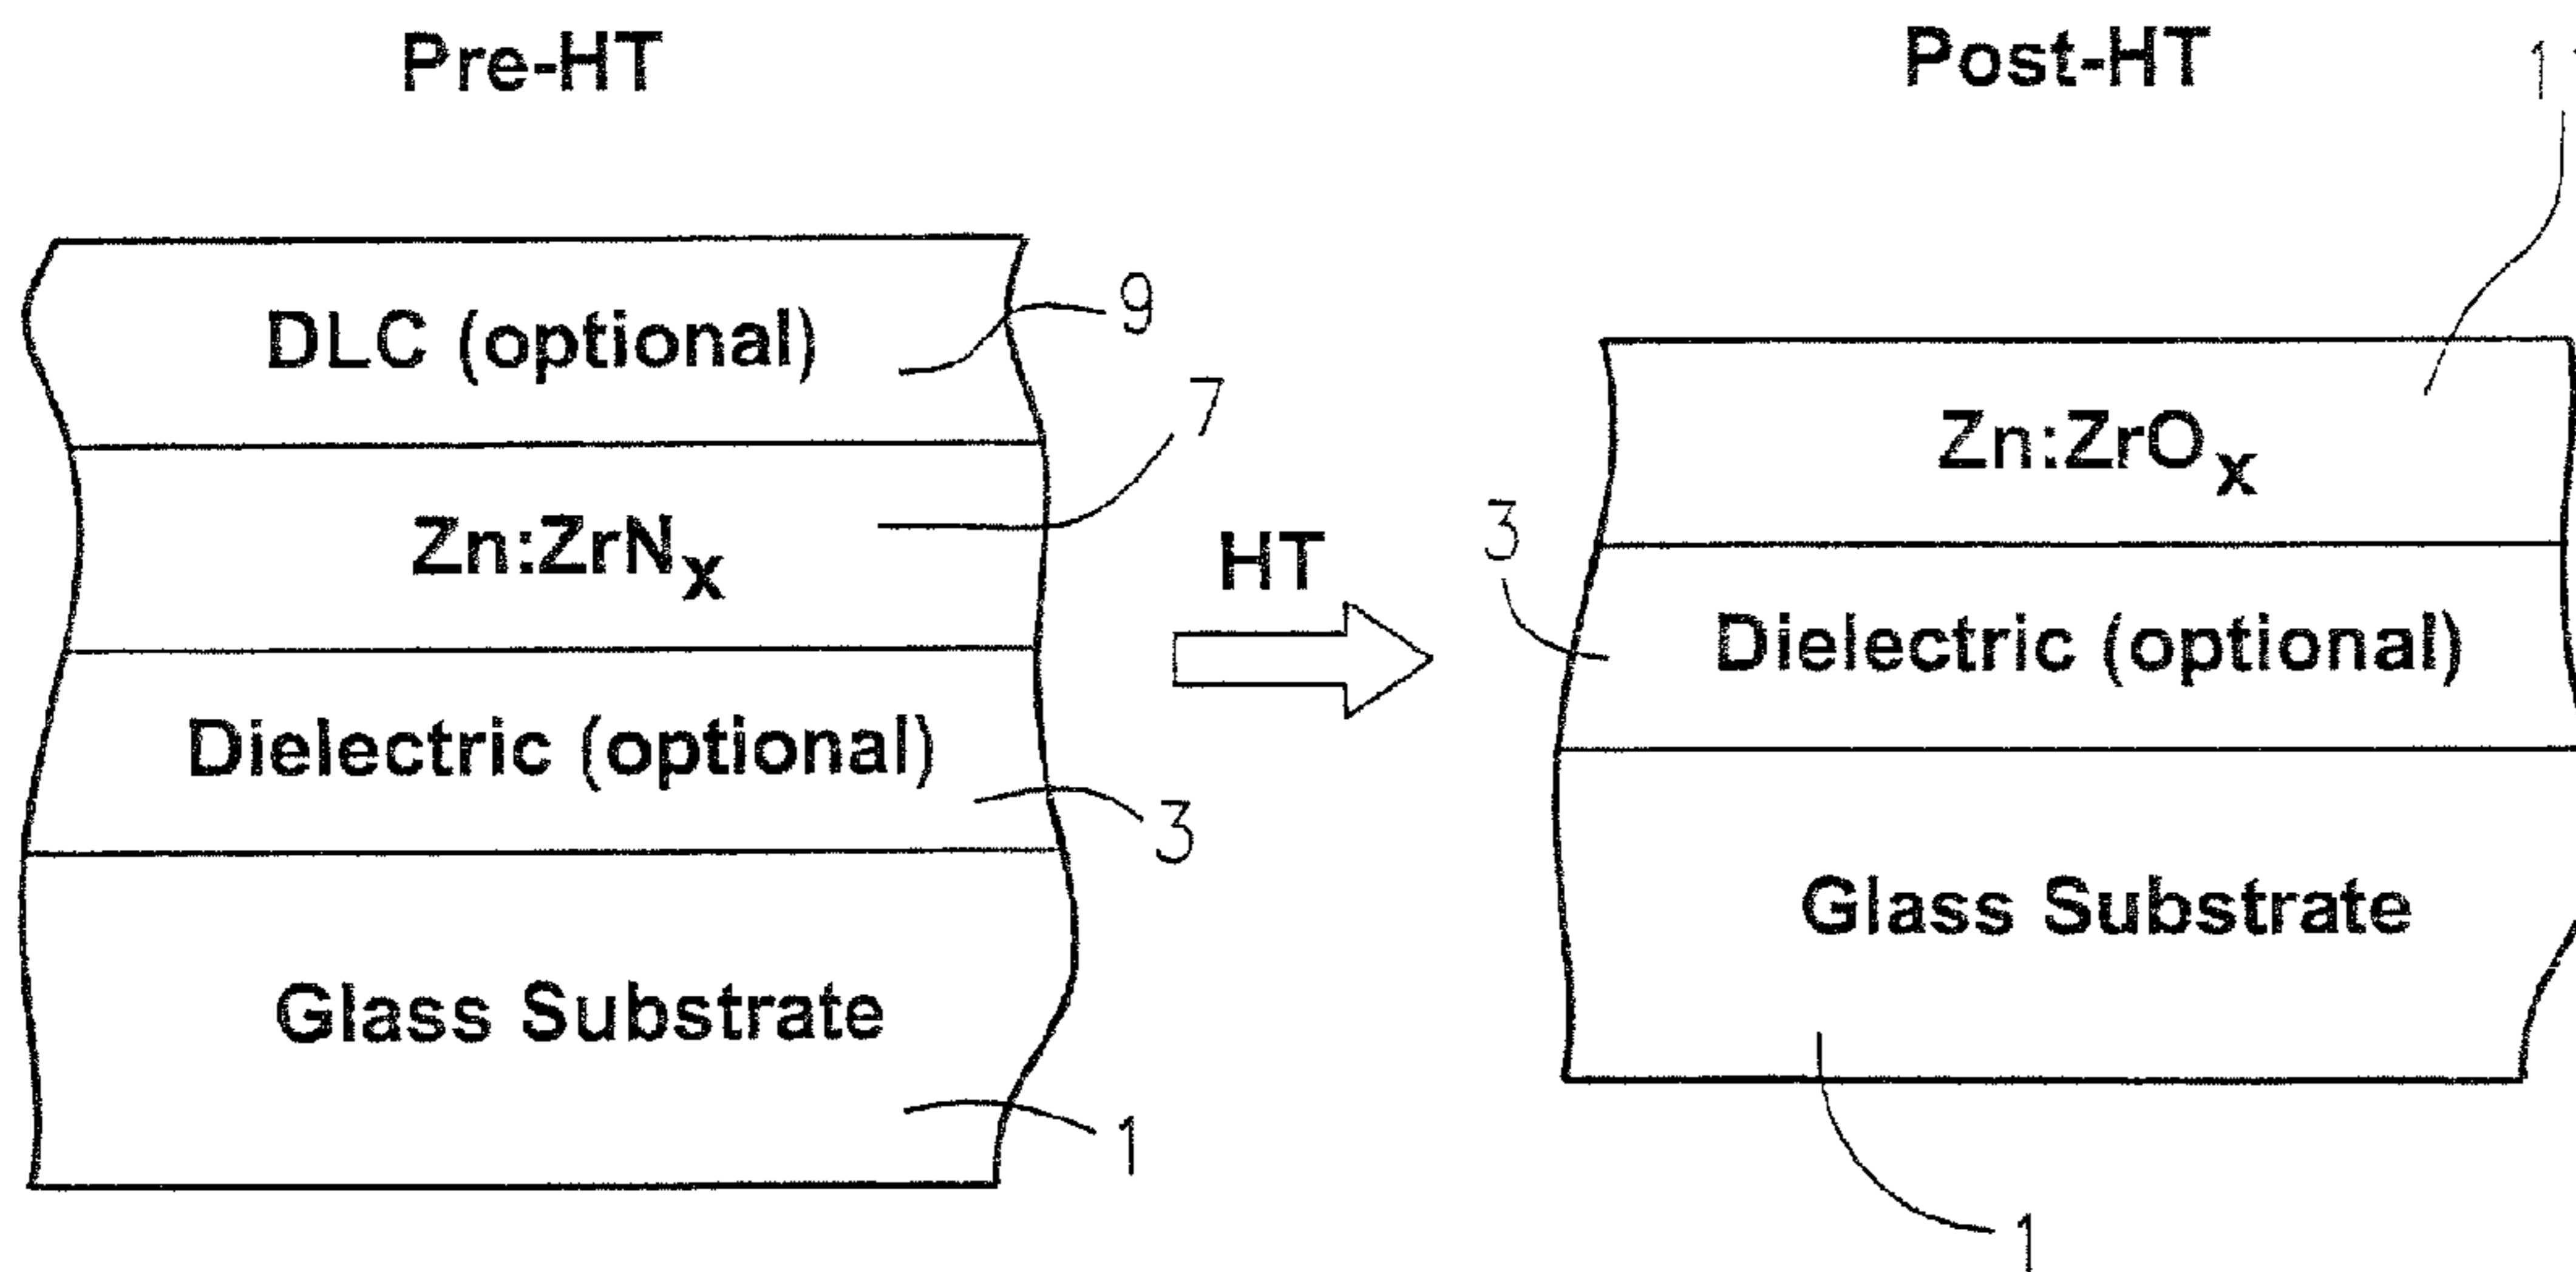 Pre-HT
Post-HT
11
DLC (optional)
9
7
Zn:ZrNx
HT
Dielectric (optional)
3
Glass Substrate
1
Zn:ZrOx
3
Dielectric (optional)
Glass Substrate
1